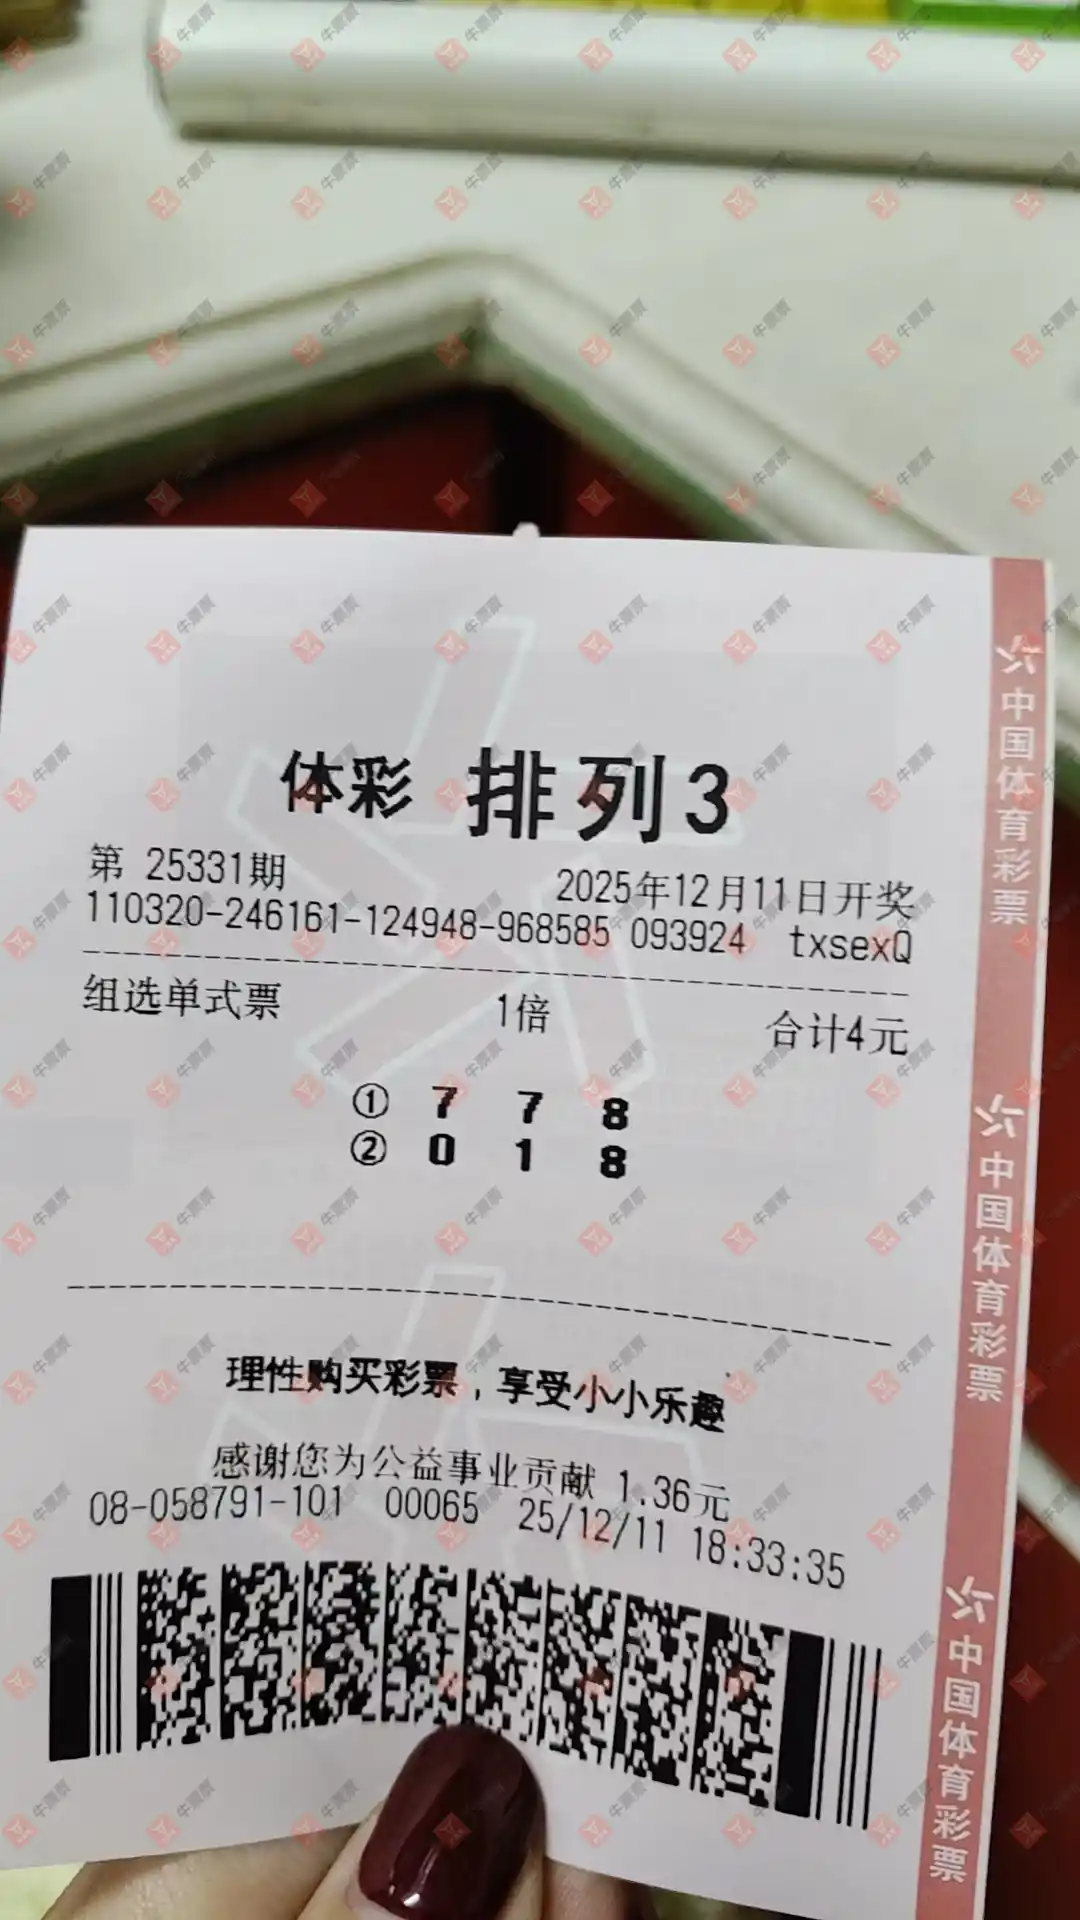 体彩 排列3
第 25331期 2025年12月11日开奖
110320-246161-124948-968585 093924 txsexQ
组选单式票 1倍 合计4元
① 7 7 8
② 0 1 8
理性购买彩票，享受小小乐趣
感谢您为公益事业贡献 1.36元
08-058791-101 00065 25/12/11 18:33:35
中国体育彩票
中国体育彩票
中国体育彩票
牛票票